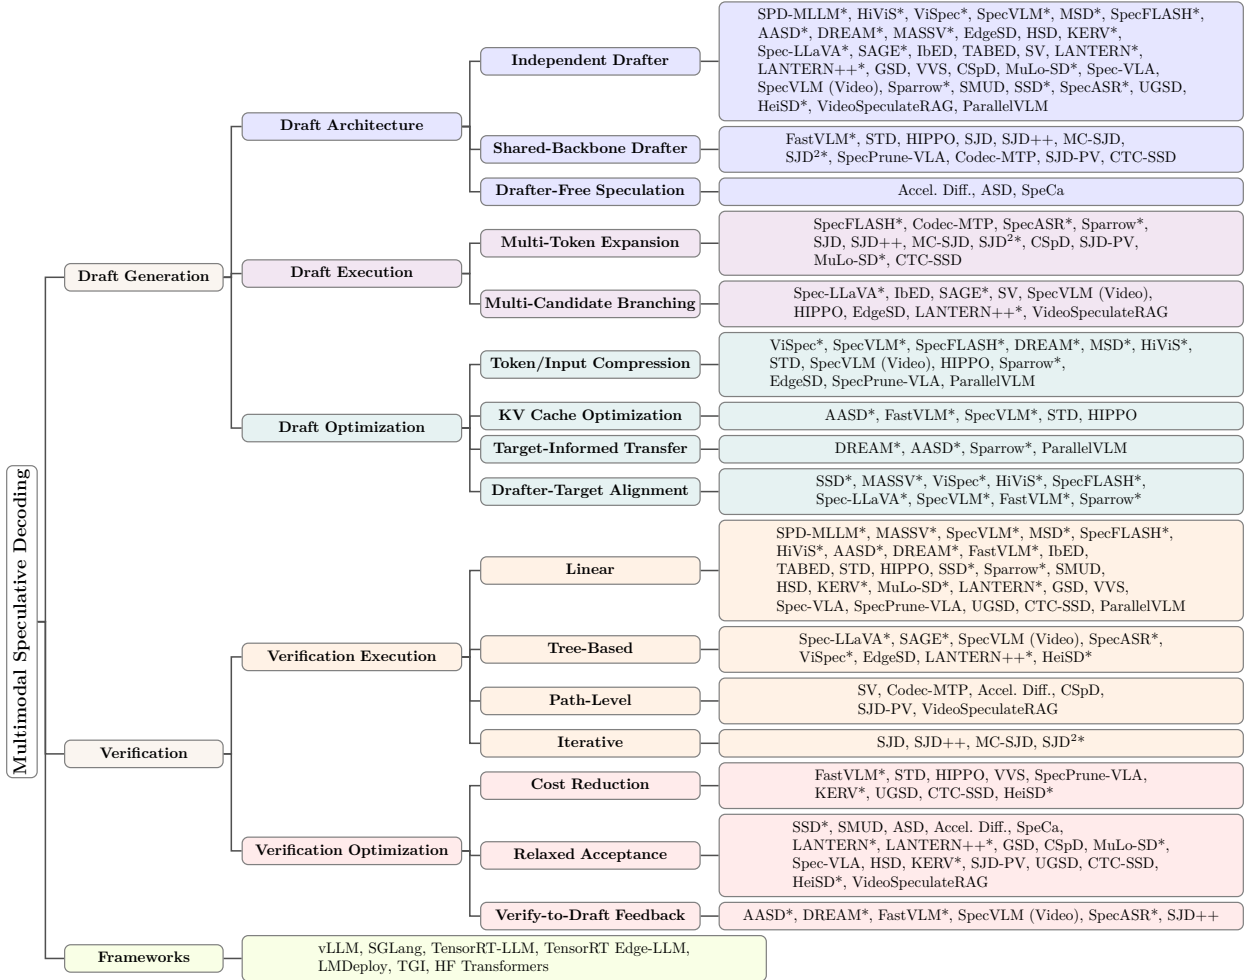 Multimodal Speculative Decoding
Draft Generation
Draft Architecture
Independent Drafter
SPD-MLLM*, HiViS*, ViSpec*, SpecVLM*, MSD*, SpecFLASH*,
AASD*, DREAM*, MASSV*, EdgeSD, HSD, KERV*,
Spec-LLaVA*, SAGE*, IbED, TABED, SV, LANTERN*,
LANTERN++*, GSD, VVS, CSpD, MuLo-SD*, Spec-VLA,
SpecVLM (Video), Sparrow*, SMUD, SSD*, SpecASR*, UGSD,
HeiSD*, VideoSpeculateRAG, ParallelVLM
Shared-Backbone Drafter
FastVLM*, STD, HIPPO, SJD, SJD++, MC-SJD,
SJD²*, SpecPrune-VLA, Codec-MTP, SJD-PV, CTC-SSD
Drafter-Free Speculation
Accel. Diff., ASD, SpeCa
Draft Execution
Multi-Token Expansion
SpecFLASH*, Codec-MTP, SpecASR*, Sparrow*,
SJD, SJD++, MC-SJD, SJD²*, CSpD, SJD-PV,
MuLo-SD*, CTC-SSD
Multi-Candidate Branching
Spec-LLaVA*, IbED, SAGE*, SV, SpecVLM (Video),
HIPPO, EdgeSD, LANTERN++*, VideoSpeculateRAG
Draft Optimization
Token/Input Compression
ViSpec*, SpecVLM*, SpecFLASH*, DREAM*, MSD*, HiViS*,
STD, SpecVLM (Video), HIPPO, Sparrow*,
EdgeSD, SpecPrune-VLA, ParallelVLM
KV Cache Optimization
AASD*, FastVLM*, SpecVLM*, STD, HIPPO
Target-Informed Transfer
DREAM*, AASD*, Sparrow*, ParallelVLM
Drafter-Target Alignment
SSD*, MASSV*, ViSpec*, HiViS*, SpecFLASH*,
Spec-LLaVA*, SpecVLM*, FastVLM*, Sparrow*
Verification
Verification Execution
Linear
SPD-MLLM*, MASSV*, SpecVLM*, MSD*, SpecFLASH*,
HiViS*, AASD*, DREAM*, FastVLM*, IbED,
TABED, STD, HIPPO, SSD*, Sparrow*, SMUD,
HSD, KERV*, MuLo-SD*, LANTERN*, GSD, VVS,
Spec-VLA, SpecPrune-VLA, UGSD, CTC-SSD, ParallelVLM
Tree-Based
Spec-LLaVA*, SAGE*, SpecVLM (Video), SpecASR*,
ViSpec*, EdgeSD, LANTERN++*, HeiSD*
Path-Level
SV, Codec-MTP, Accel. Diff., CSpD,
SJD-PV, VideoSpeculateRAG
Iterative
SJD, SJD++, MC-SJD, SJD²*
Verification Optimization
Cost Reduction
FastVLM*, STD, HIPPO, VVS, SpecPrune-VLA,
KERV*, UGSD, CTC-SSD, HeiSD*
Relaxed Acceptance
SSD*, SMUD, ASD, Accel. Diff., SpeCa,
LANTERN*, LANTERN++*, GSD, CSpD, MuLo-SD*,
Spec-VLA, HSD, KERV*, SJD-PV, UGSD, CTC-SSD,
HeiSD*, VideoSpeculateRAG
Verify-to-Draft Feedback
AASD*, DREAM*, FastVLM*, SpecVLM (Video), SpecASR*, SJD++
Frameworks
vLLM, SGLang, TensorRT-LLM, TensorRT Edge-LLM,
LMDeploy, TGI, HF Transformers